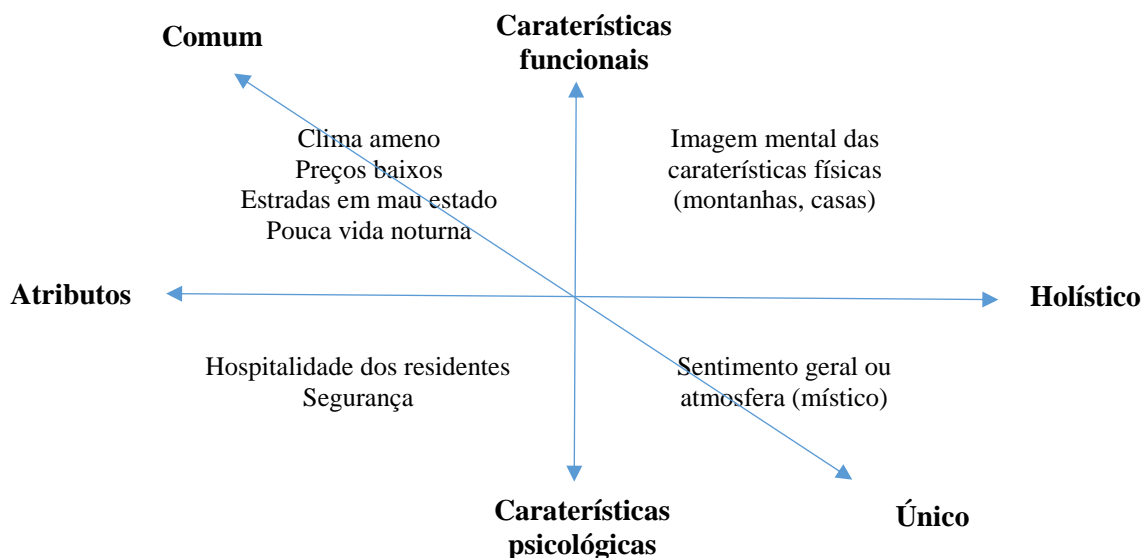 Caraterísticas
funcionais
Comum
Clima ameno
Preços baixos
Estradas em mau estado
Pouca vida noturna
Imagem mental das
caraterísticas físicas
(montanhas, casas)
Atributos
Holístico
Hospitalidade dos residentes
Segurança
Sentimento geral ou
atmosfera (místico)
Caraterísticas
psicológicas
Único